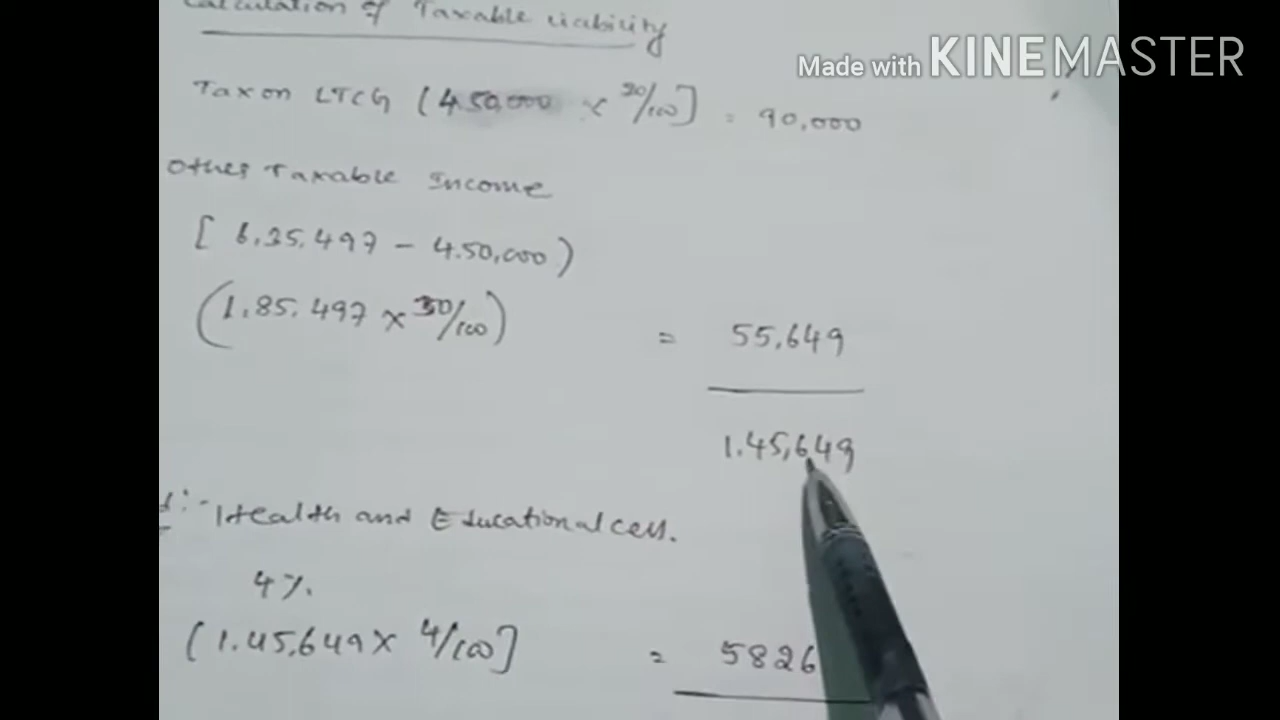 Calculation of Taxable Liability
Made with KINEMASTER
Tax on LTCG (450,000 × 20/100] = 90,000
Other Taxable Income
[ 6,35,497 - 4.50,000 )
(1.85.497 × 30/100) = 55,649
1.45,649
:- Health and Educational cess.
4%.
(1.45,649 × 4/100] = 5826